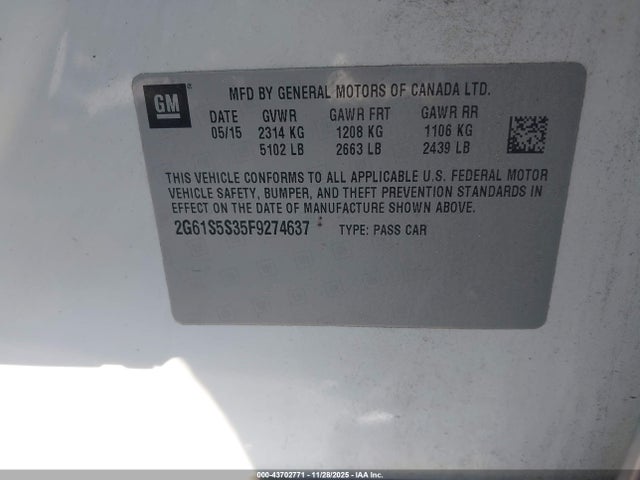 GM
MFD BY GENERAL MOTORS OF CANADA LTD.
DATE GVWR GAWR FRT GAWR RR
05/15 2314 KG 1208 KG 1106 KG
5102 LB 2663 LB 2439 LB
THIS VEHICLE CONFORMS TO ALL APPLICABLE U.S. FEDERAL MOTOR
VEHICLE SAFETY, BUMPER, AND THEFT PREVENTION STANDARDS IN
EFFECT ON THE DATE OF MANUFACTURE SHOWN ABOVE.
2G61S5S35F9274637 * TYPE: PASS CAR
000-43702771 - 11/28/2025 - IAA Inc.